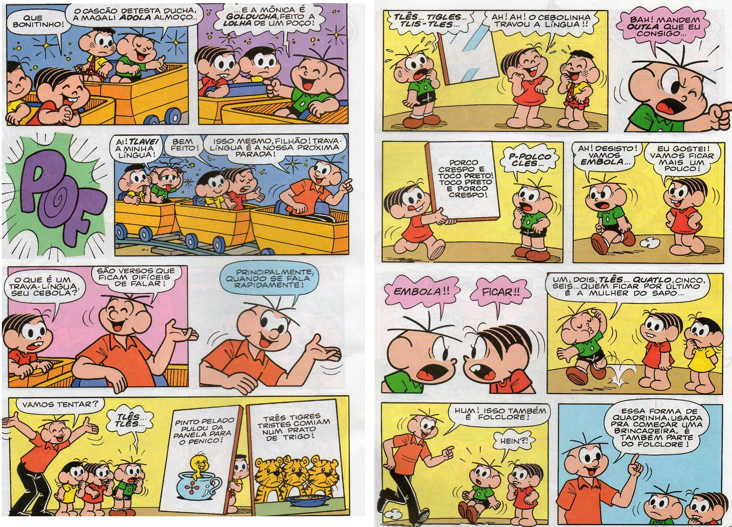 QUE
BONITINHO!
O CASCÃO DETESTA DUCHA,
A MAGALI ADOLA ALMOÇO...
...E A MÔNICA É
GOLDUCHA, FEITO A
LOLHA DE UM POÇO!
POF
AI! TLAVEI
A MINHA
LÍNGUA!
BEM
FEITO!
ISSO MESMO, FILHÃO! TRAVA-
LÍNGUA É A NOSSA PRÓXIMA
PARADA!
O QUE É UM
TRAVA-LÍNGUA,
SEU CEBOLA?
SÃO VERSOS QUE
FICAM DIFÍCEIS
DE FALAR!
PRINCIPALMENTE,
QUANDO SE FALA
RAPIDAMENTE!
VAMOS TENTAR?
TLÊS...
TLÊS...
PINTO PELADO
PULOU DA
PANELA PARA
O PENICO!
TRÊS TIGRES
TRISTES COMIAM
NUM PRATO
DE TRIGO!
TLÊS... TIGLES...
TLIS-TLES...
AH! AH! O CEBOLINHA
TRAVOU A LÍNGUA!!
BAH! MANDEM
OUTLA QUE EU
CONSIGO...
PORCO
CRESPO E
TOCO PRETO!
TOCO PRETO
E PORCO
CRESPO!
P-POLCO
CLES...
AH! DESISTO!
VAMOS
EMBOLA...
EU GOSTEI!
VAMOS FICAR
MAIS UM
POUCO!
EMBOLA!!
FICAR!!
UM, DOIS, TLÊS... QUATLO, CINCO,
SEIS... QUEM FICAR POR ÚLTIMO
É A MULHER DO SAPO...
HUM! ISSO TAMBÉM
É FOLCLORE!
HEIN?!
ESSA FORMA DE
QUADRINHA, USADA
PRA COMEÇAR UMA
BRINCADEIRA, É
TAMBÉM PARTE
DO FOLCLORE!